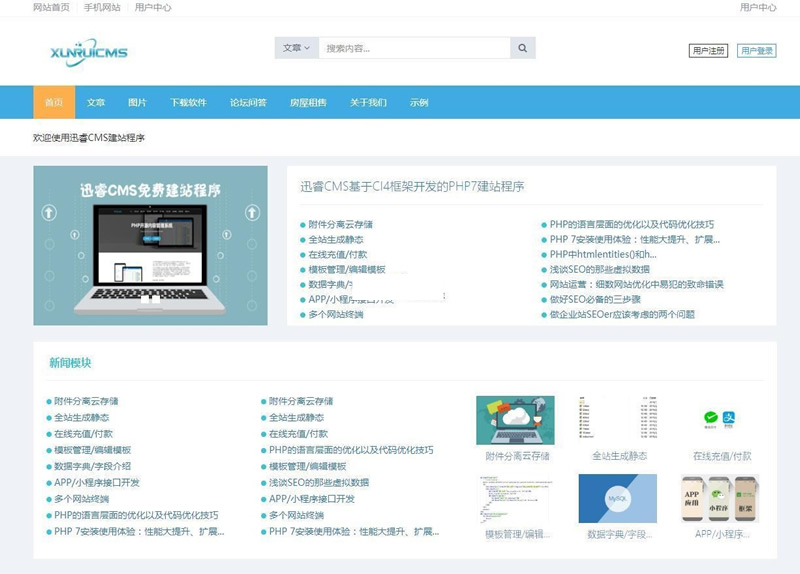 网站首页 手机网站 用户中心 用户中心
XUNRUICMS
文章 搜索内容...
用户注册 用户登录
首页 文章 图片 下载软件 论坛问答 房屋租售 关于我们 示例
欢迎使用迅睿CMS建站程序
迅睿CMS免费建站程序
PHP开源内容管理系统
迅睿CMS基于CI4框架开发的PHP7建站程序
附件分离云存储
全站生成静态
在线充值/付款
模板管理/编辑模板
数据字典/
APP/小程序接口开发
多个网站终端
PHP的语言层面的优化以及代码优化技巧
PHP 7安装使用体验：性能大提升、扩展...
PHP中htmlentities()和h...
浅谈SEO的那些虚拟数据
网站运营：细数网站优化中易犯的致命错误
做好SEO必备的三步骤
做企业站SEOer应该考虑的两个问题
新闻模块
附件分离云存储
全站生成静态
在线充值/付款
模板管理/编辑模板
数据字典/字段介绍
APP/小程序接口开发
多个网站终端
PHP的语言层面的优化以及代码优化技巧
PHP 7安装使用体验：性能大提升、扩展...
附件分离云存储
全站生成静态
在线充值/付款
PHP的语言层面的优化以及代码优化技巧
模板管理/编辑模板
浅谈SEO的那些虚拟数据
APP/小程序接口开发
多个网站终端
PHP 7安装使用体验：性能大提升、扩展...
附件分离云存储 全站生成静态 在线充值/付款
MySQL
APP
应用
小程序
框架
模板管理/编辑... 数据字典/字段... APP/小程序...